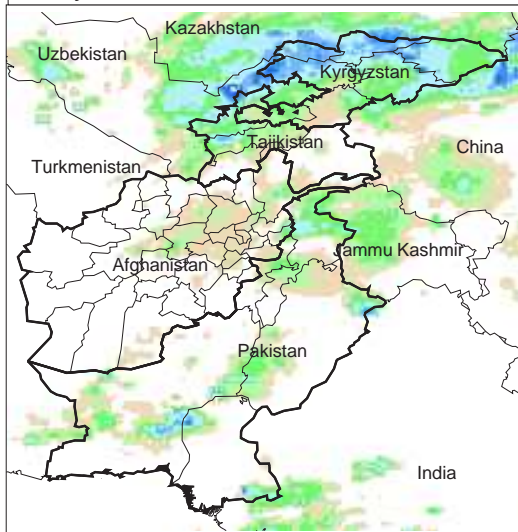 Kazakhstan
Uzbekistan
Kyrgyzstan
Tajikistan
China
Turkmenistan
Jammu Kashmir
Afghanistan
Pakistan
India